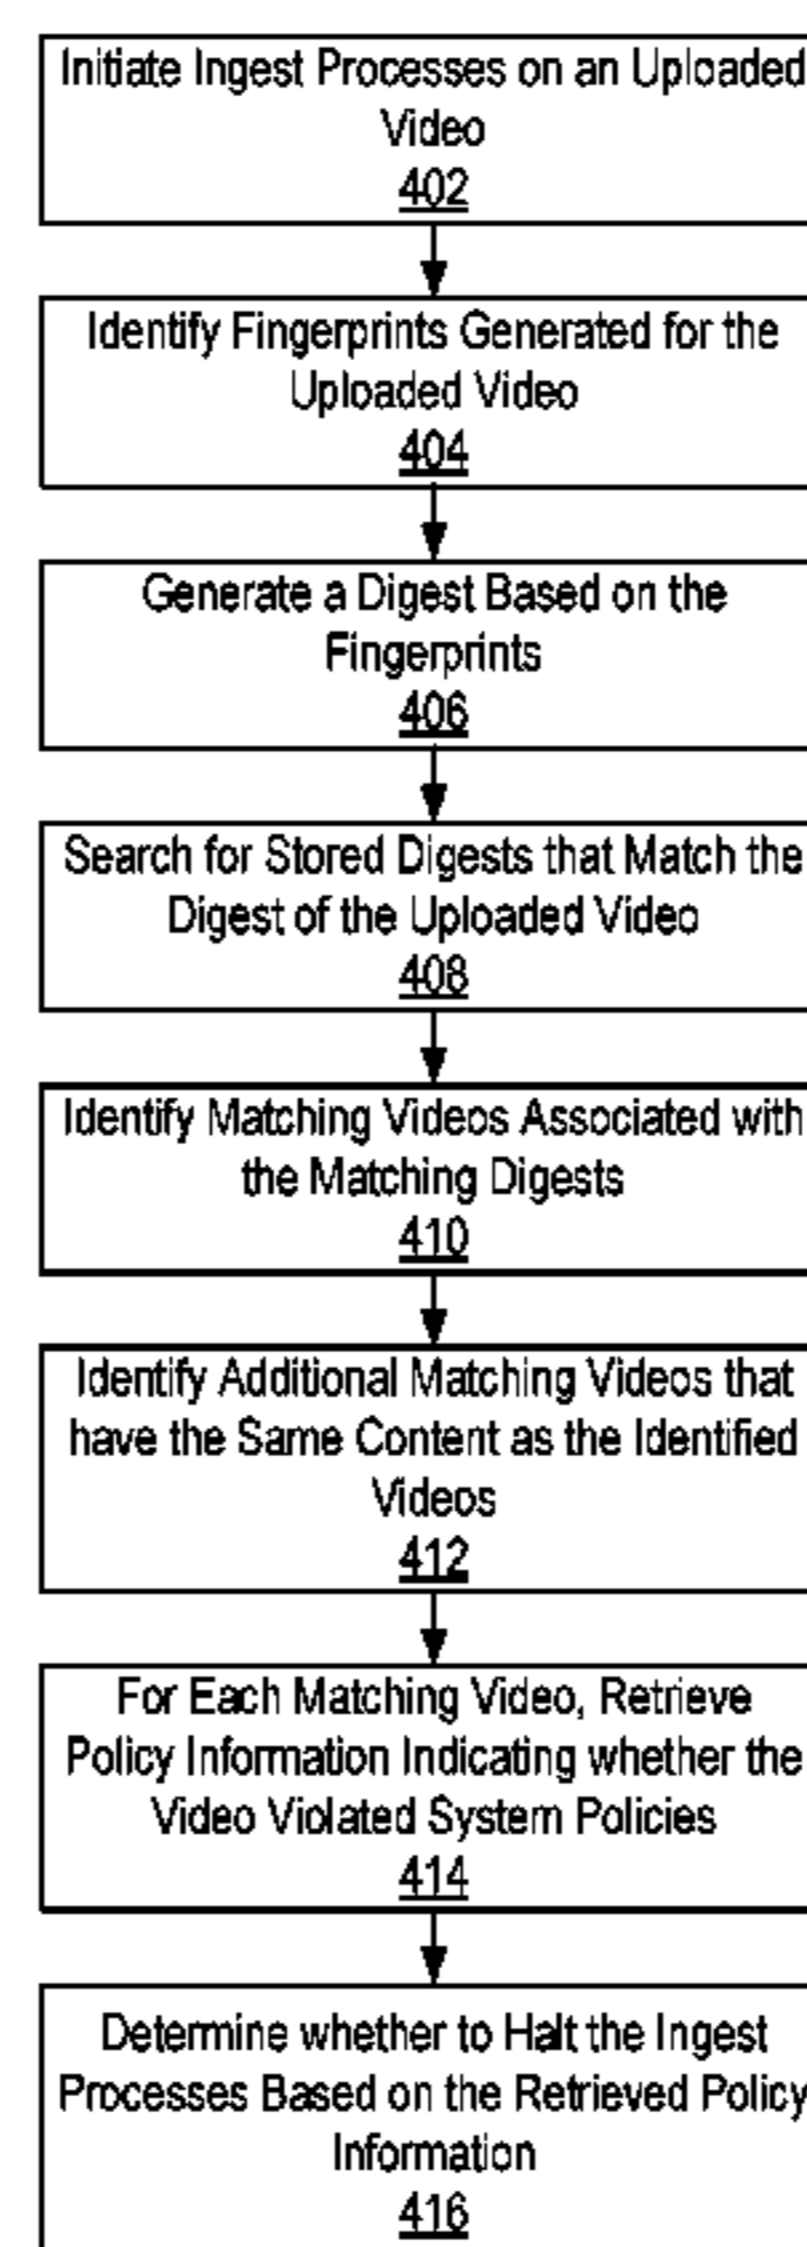 Initiate Ingest Processes on an Uploaded
Video
402
Identify Fingerprints Generated for the
Uploaded Video
404
Generate a Digest Based on the
Fingerprints
406
Search for Stored Digests that Match the
Digest of the Uploaded Video
408
Identify Matching Videos Associated with
the Matching Digests
410
Identify Additional Matching Videos that
have the Same Content as the Identified
Videos
412
For Each Matching Video, Retrieve
Policy Information Indicating whether the
Video Violated System Policies
414
Determine whether to Halt the Ingest
Processes Based on the Retrieved Policy
Information
416